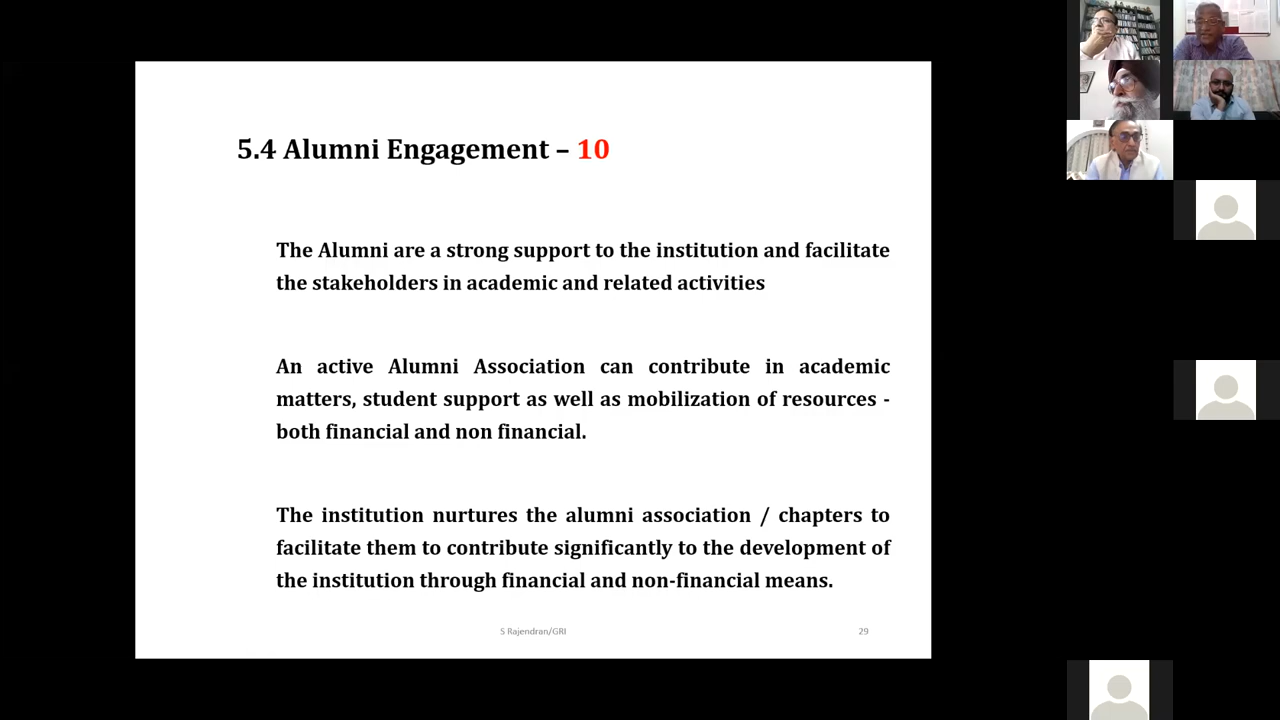 5.4 Alumni Engagement – 10
The Alumni are a strong support to the institution and facilitate
the stakeholders in academic and related activities
An active Alumni Association can contribute in academic
matters, student support as well as mobilization of resources -
both financial and non financial.
The institution nurtures the alumni association / chapters to
facilitate them to contribute significantly to the development of
the institution through financial and non-financial means.
S Rajendran/GRI
29